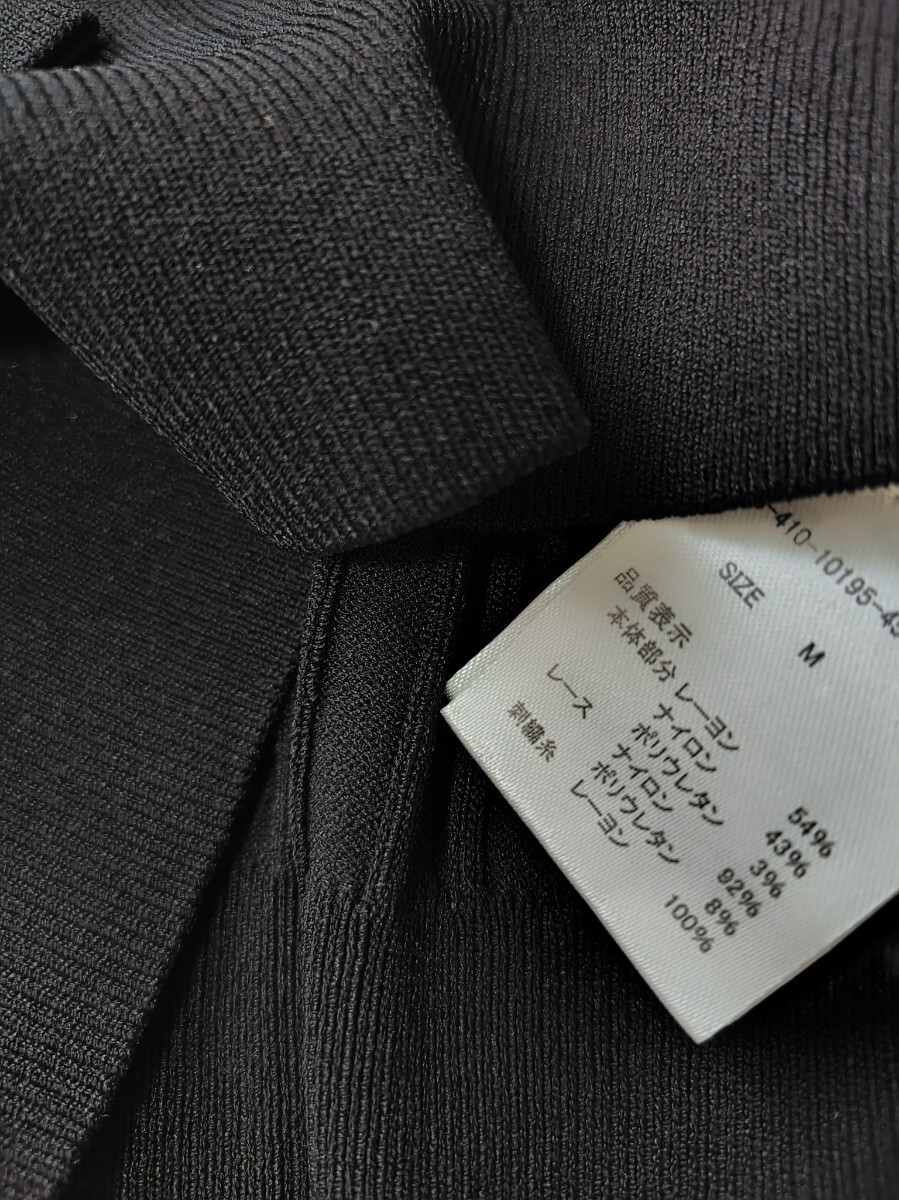 -410-10195-45
SIZE M
品質表示
本体部分 レーヨン 54%
ナイロン 43%
ポリウレタン 3%
レース ナイロン 92%
ポリウレタン 8%
刺繍糸 レーヨン 100%